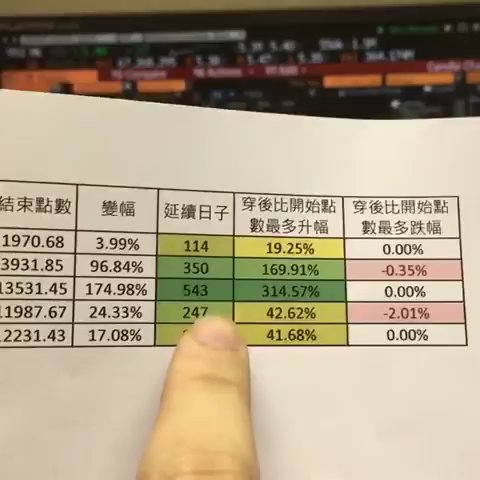 結束點數 變幅 延續日子 穿後比開始點數最多升幅 穿後比開始點數最多跌幅
1970.68 3.99% 114 19.25% 0.00%
3931.85 96.84% 350 169.91% -0.35%
13531.45 174.98% 543 314.57% 0.00%
11987.67 24.33% 247 42.62% -2.01%
12231.43 17.08% 41.68% 0.00%